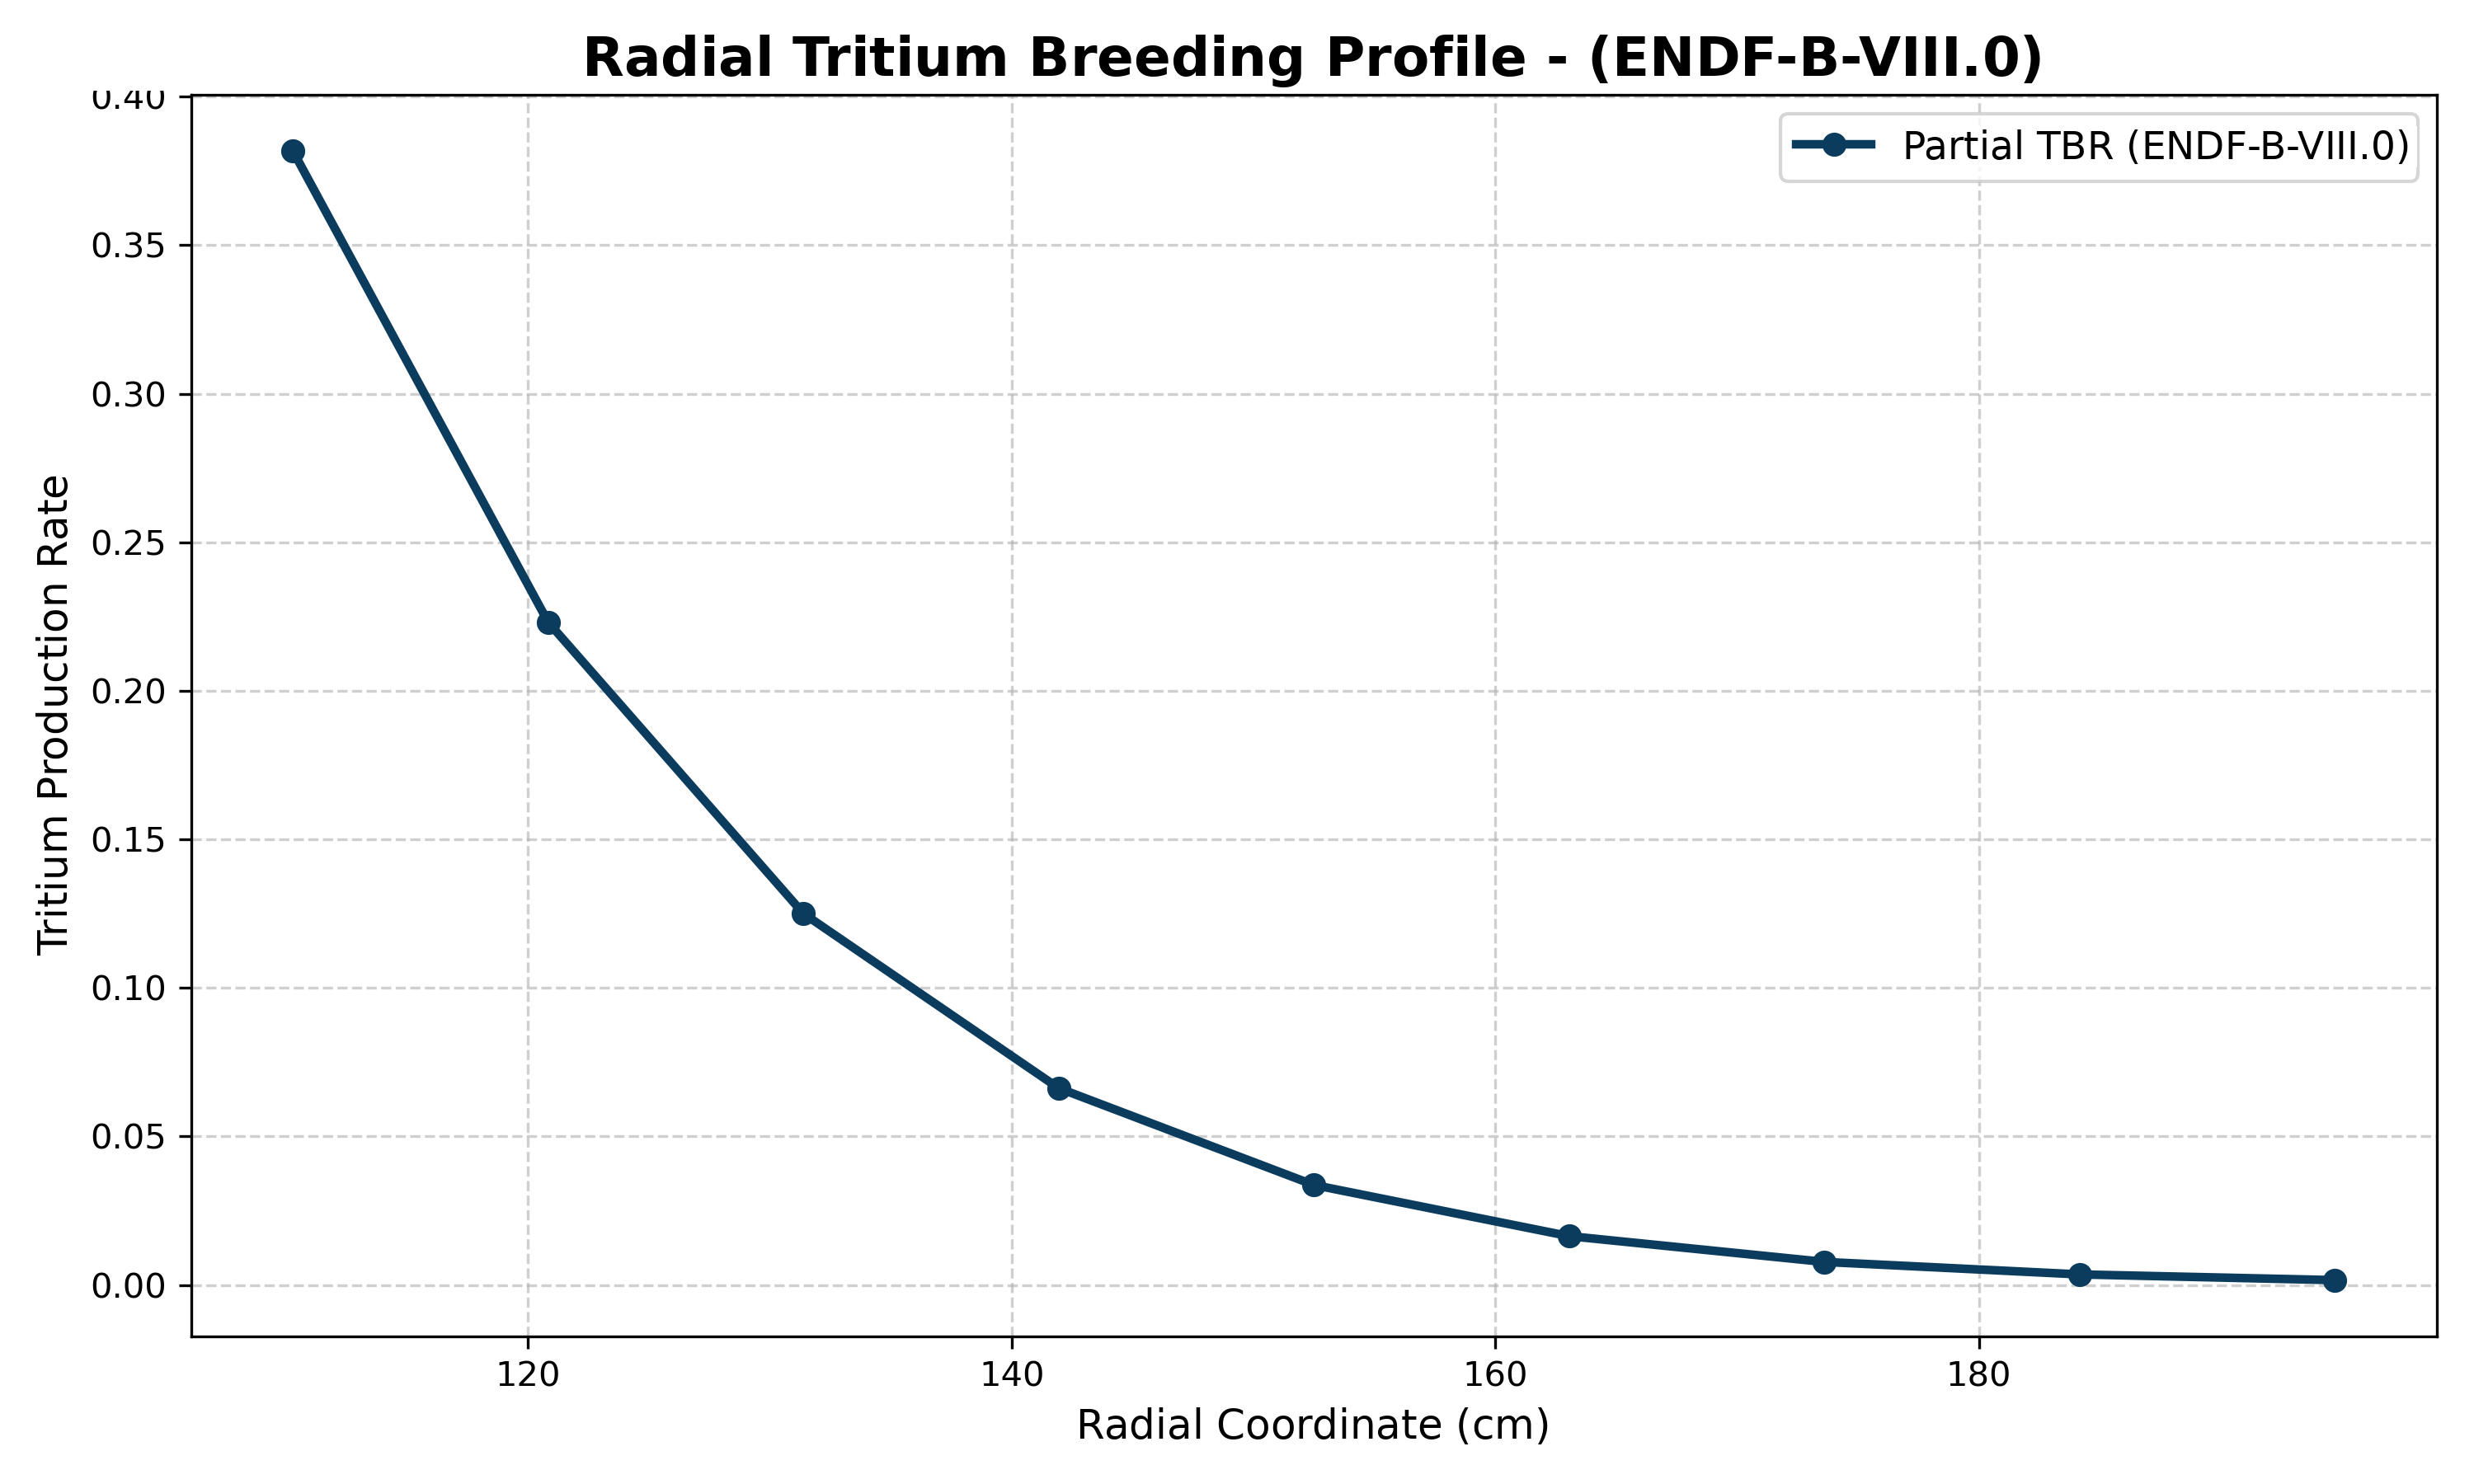 Radial Tritium Breeding Profile - (ENDF-B-VIII.0)
Partial TBR (ENDF-B-VIII.0)
Tritium Production Rate
0.40
0.35
0.30
0.25
0.20
0.15
0.10
0.05
0.00
120 140 160 180
Radial Coordinate (cm)